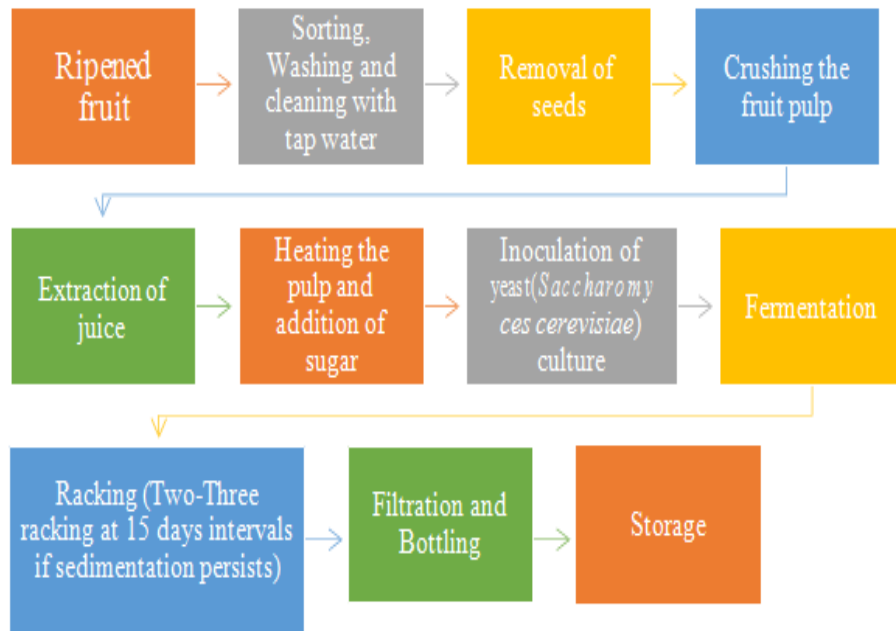 Ripened
fruit
Sorting,
Washing and
cleaning with
tap water
Removal of
seeds
Crushing the
fruit pulp
Extraction of
juice
Heating the
pulp and
addition of
sugar
Inoculation of
yeast(Saccharomy
ces cerevisiae)
culture
Fermentation
Racking (Two-Three
racking at 15 days intervals
if sedimentation persists)
Filtration and
Bottling
Storage